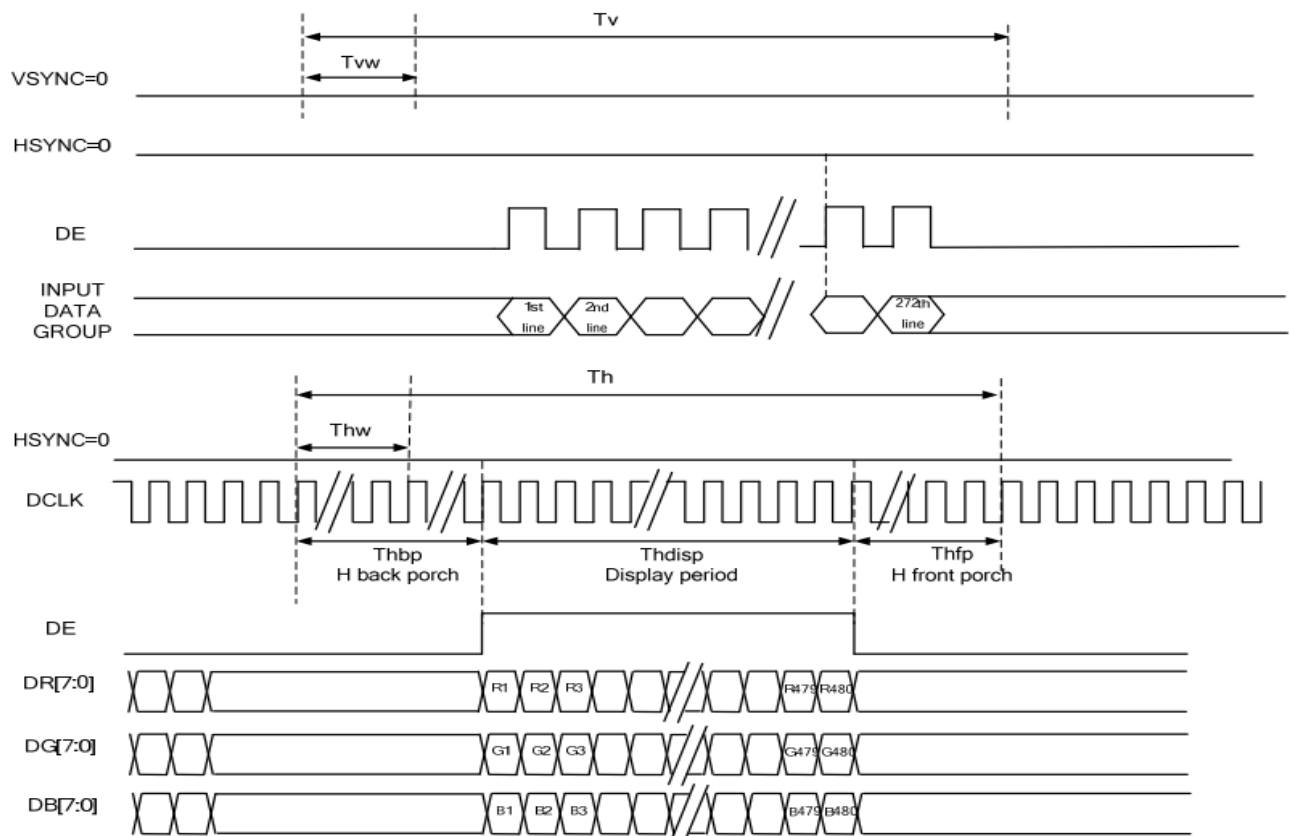 Tv
Tvw
VSYNC=0
HSYNC=0
DE
INPUT
DATA
GROUP
1st
line
2nd
line
272th
line
Th
HSYNC=0
Thw
DCLK
Thbp
H back porch
Thdisp
Display period
Thfp
H front porch
DE
DR[7:0]
R1 R2 R3 R479 R480
DG[7:0]
G1 G2 G3 G479 G480
DB[7:0]
B1 B2 B3 B479 B480